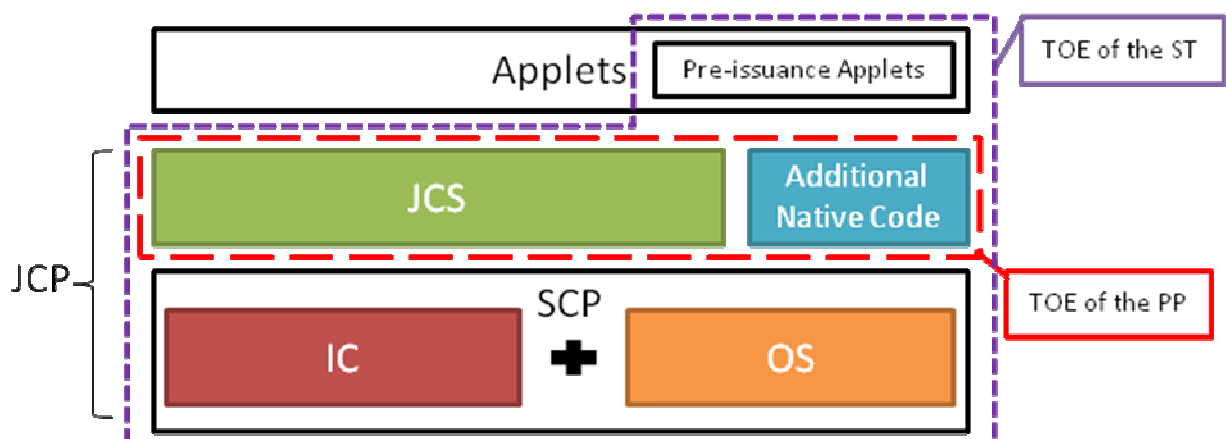 Applets
Pre-issuance Applets
TOE of the ST
JCP
JCS
Additional
Native Code
TOE of the PP
SCP
IC
OS